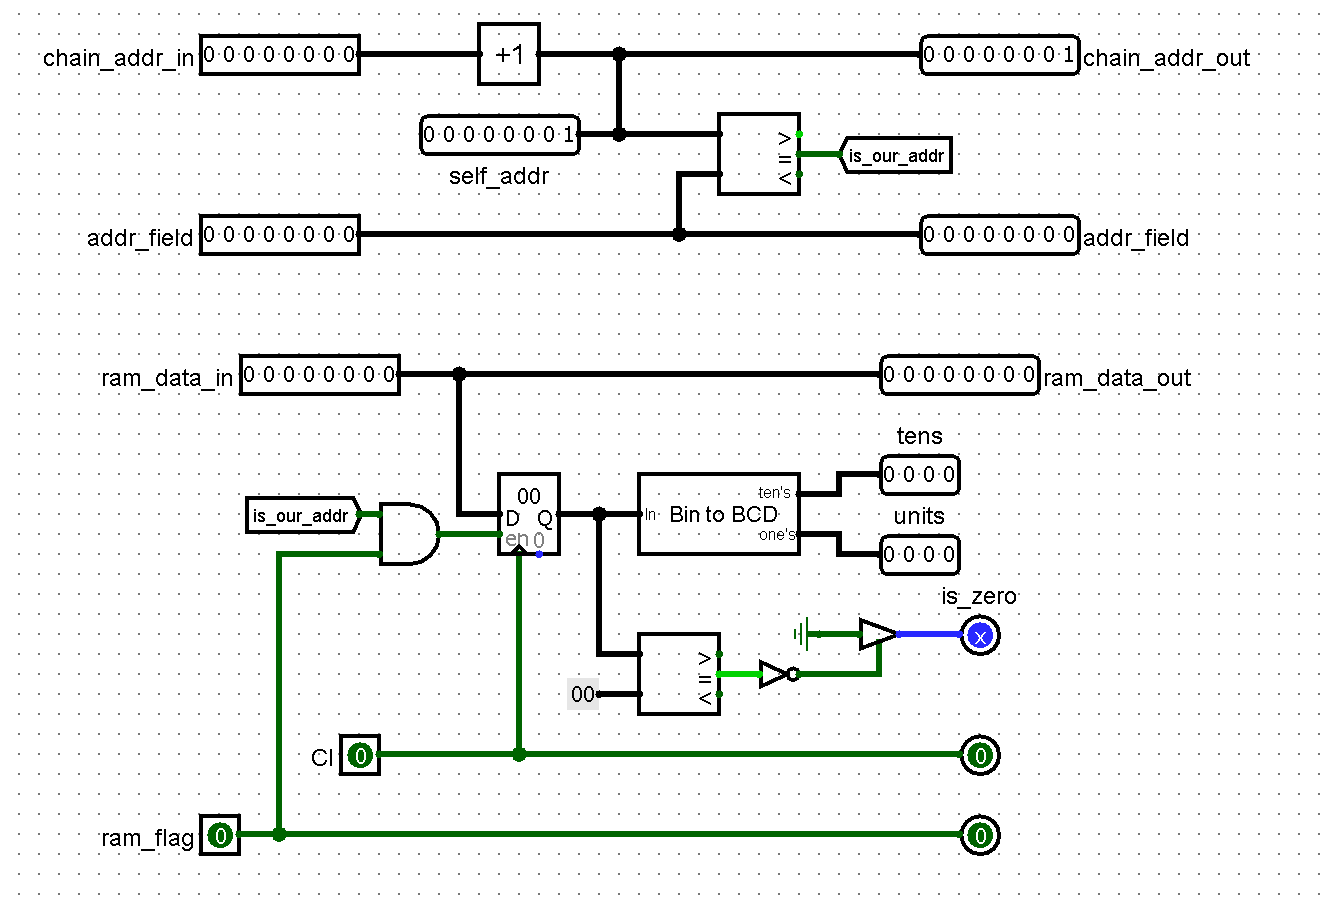 chain_addr_in 0 0 0 0 0 0 0 0 +1 0 0 0 0 0 0 0 1 chain_addr_out
0 0 0 0 0 0 0 1
self_addr
> = <
is_our_addr
addr_field 0 0 0 0 0 0 0 0 0 0 0 0 0 0 0 0 addr_field
ram_data_in 0 0 0 0 0 0 0 0 0 0 0 0 0 0 0 0 ram_data_out
tens
0 0 0 0
is_our_addr
00
D Q
en 0
In Bin to BCD
ten's
one's
units
0 0 0 0
is_zero
x
> = <
00
Cl 0 0
ram_flag 0 0